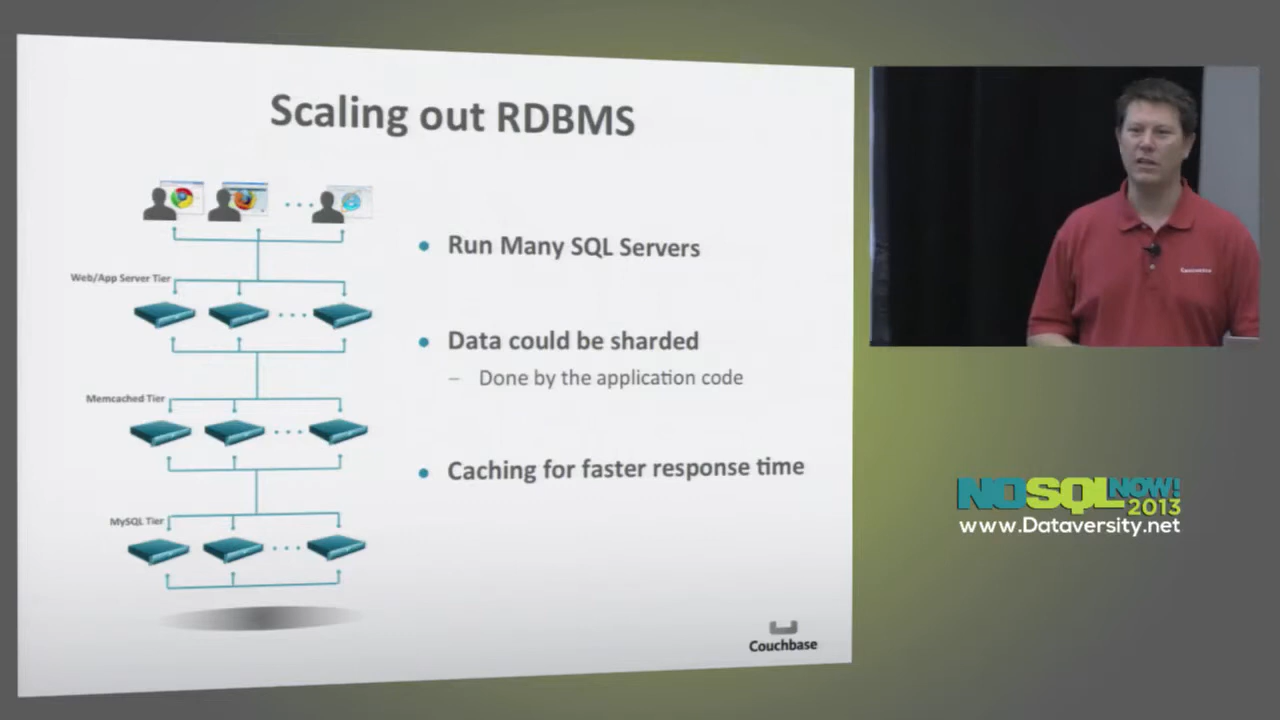 Scaling out RDBMS
Web/App Server Tier
Memcached Tier
MySQL Tier
• Run Many SQL Servers
• Data could be sharded
– Done by the application code
• Caching for faster response time
Couchbase
NOSQL NOW!
2013
www.Dataversity.net